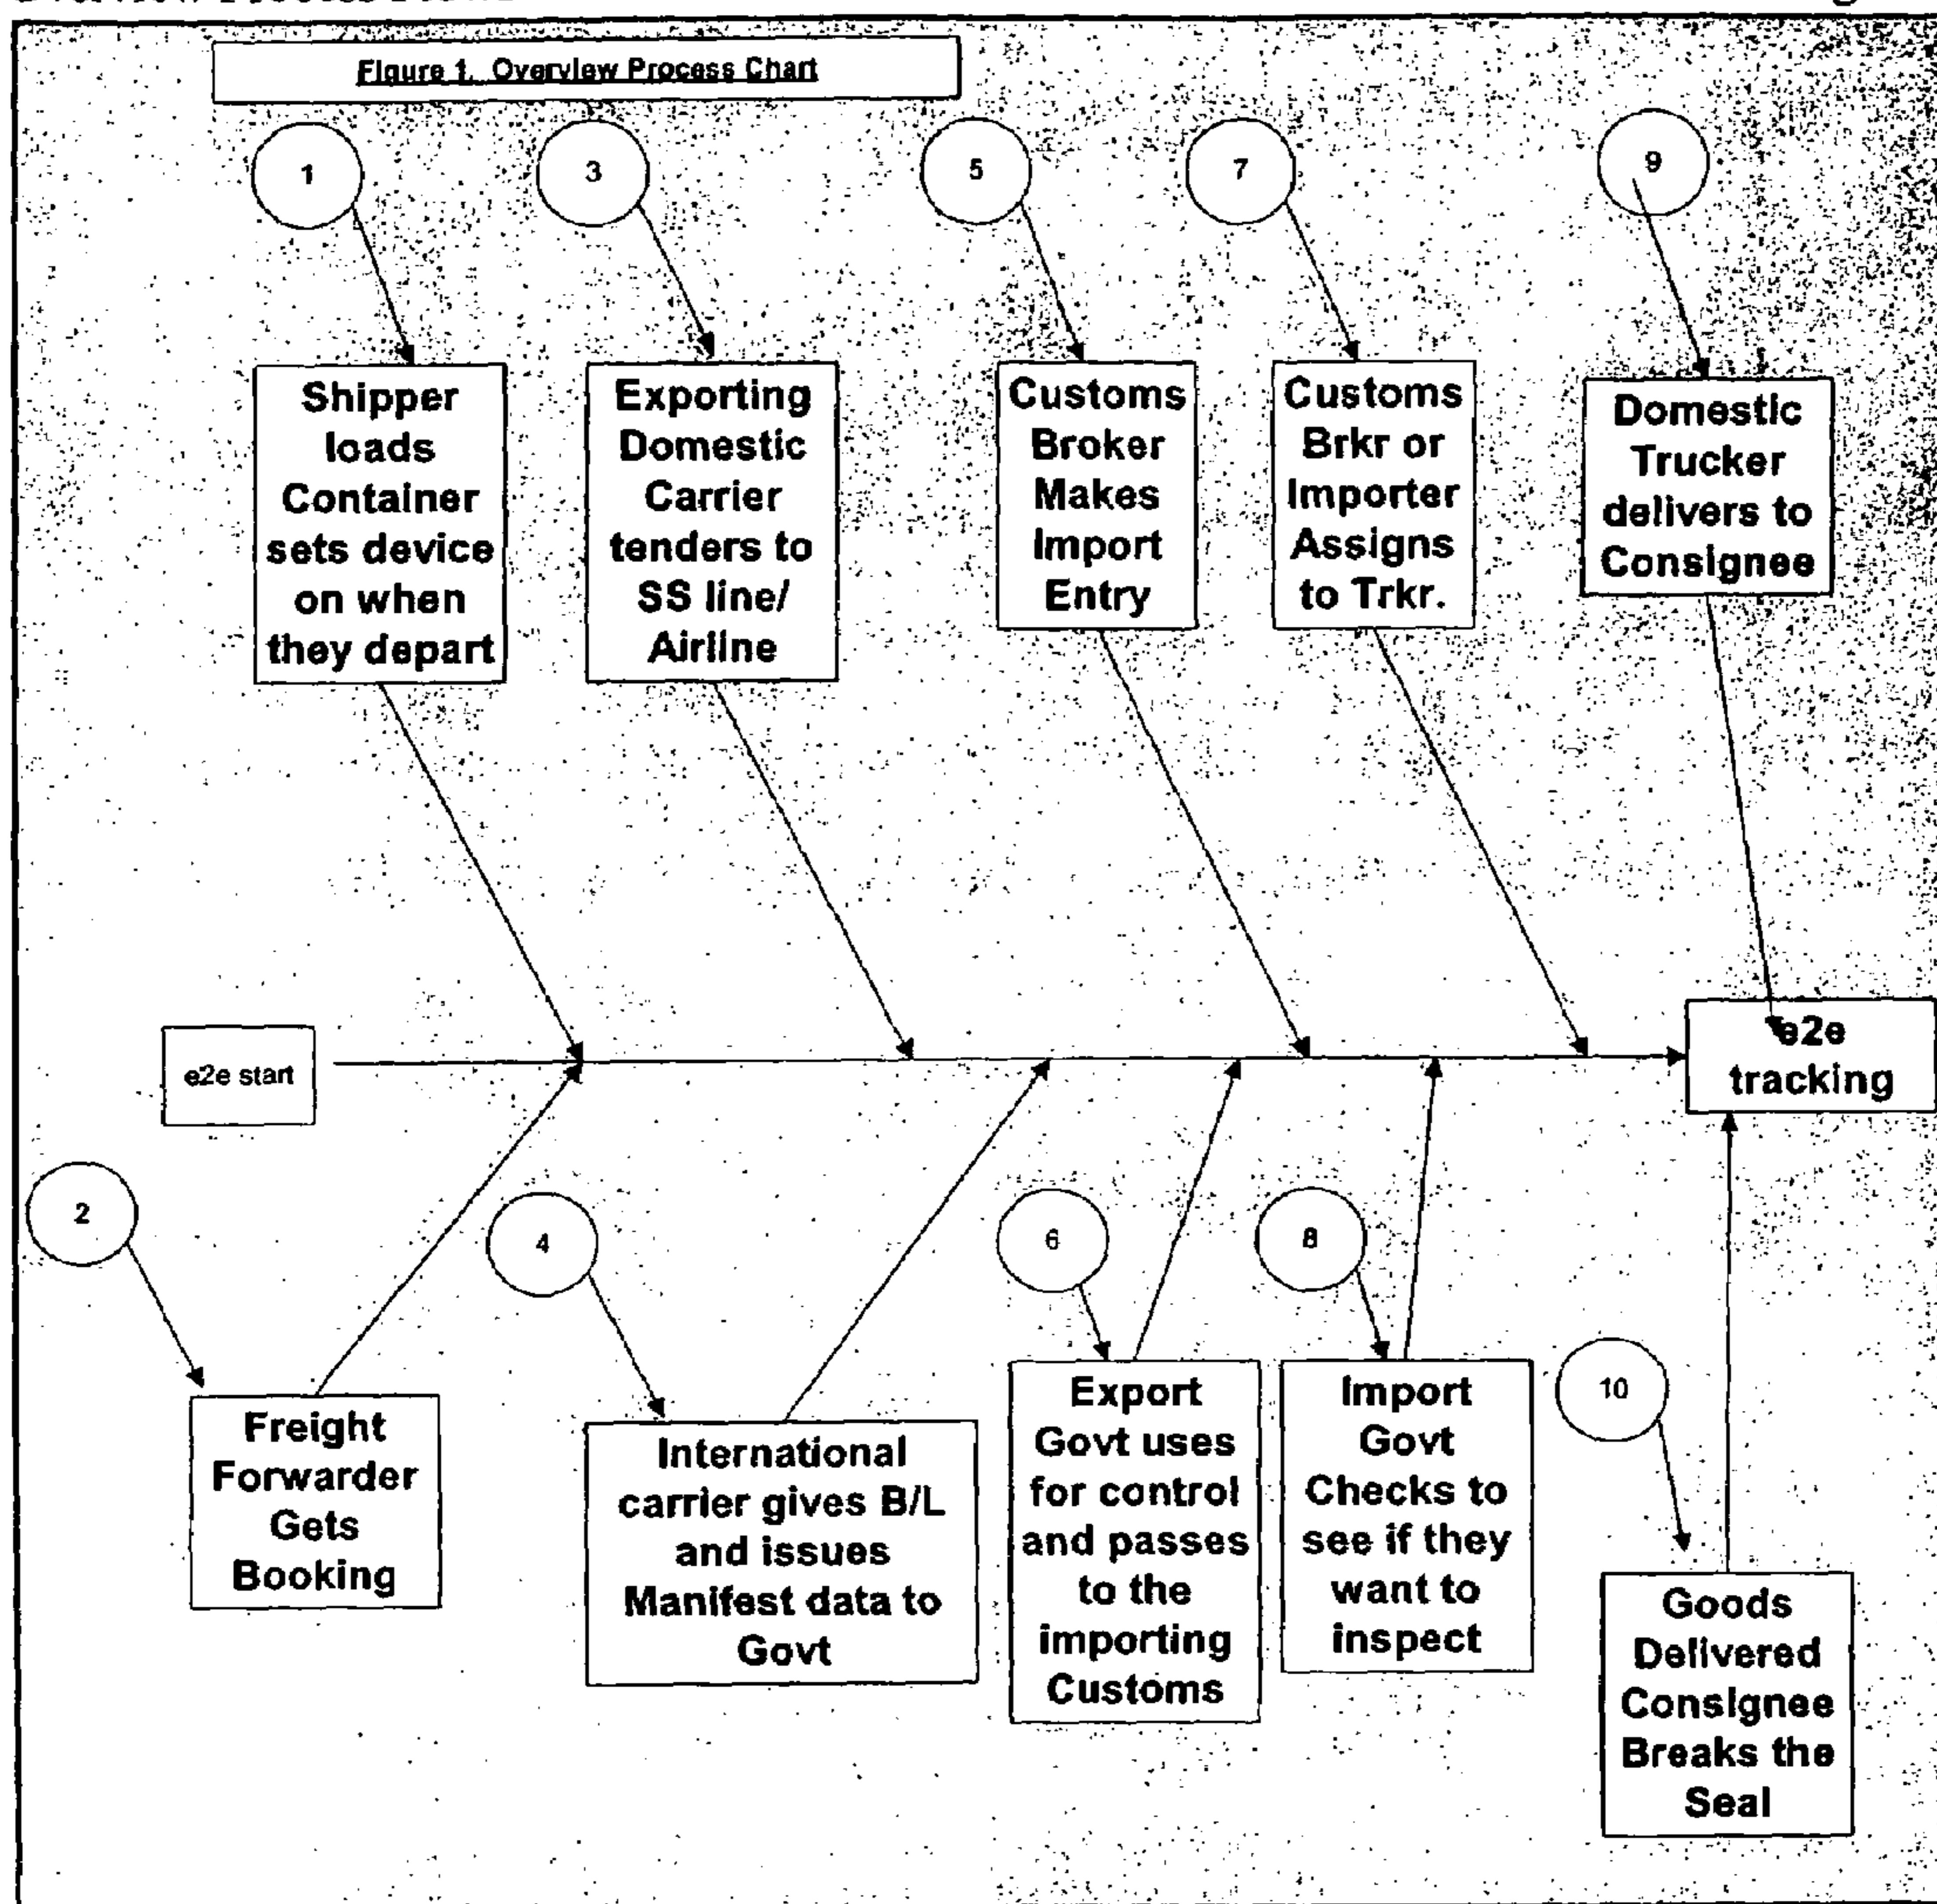 Figure 1. Overview Process Chart
1
3
5
7
9
Shipper
loads
Container
sets device
on when
they depart
Exporting
Domestic
Carrier
tenders to
SS line/
Airline
Customs
Broker
Makes
Import
Entry
Customs
Brkr or
Importer
Assigns
to Trkr.
Domestic
Trucker
delivers to
Consignee
e2e start
e2e
tracking
2
4
6
8
10
Freight
Forwarder
Gets
Booking
International
carrier gives B/L
and issues
Manifest data to
Govt
Export
Govt uses
for control
and passes
to the
importing
Customs
Import
Govt
Checks to
see if they
want to
inspect
Goods
Delivered
Consignee
Breaks the
Seal